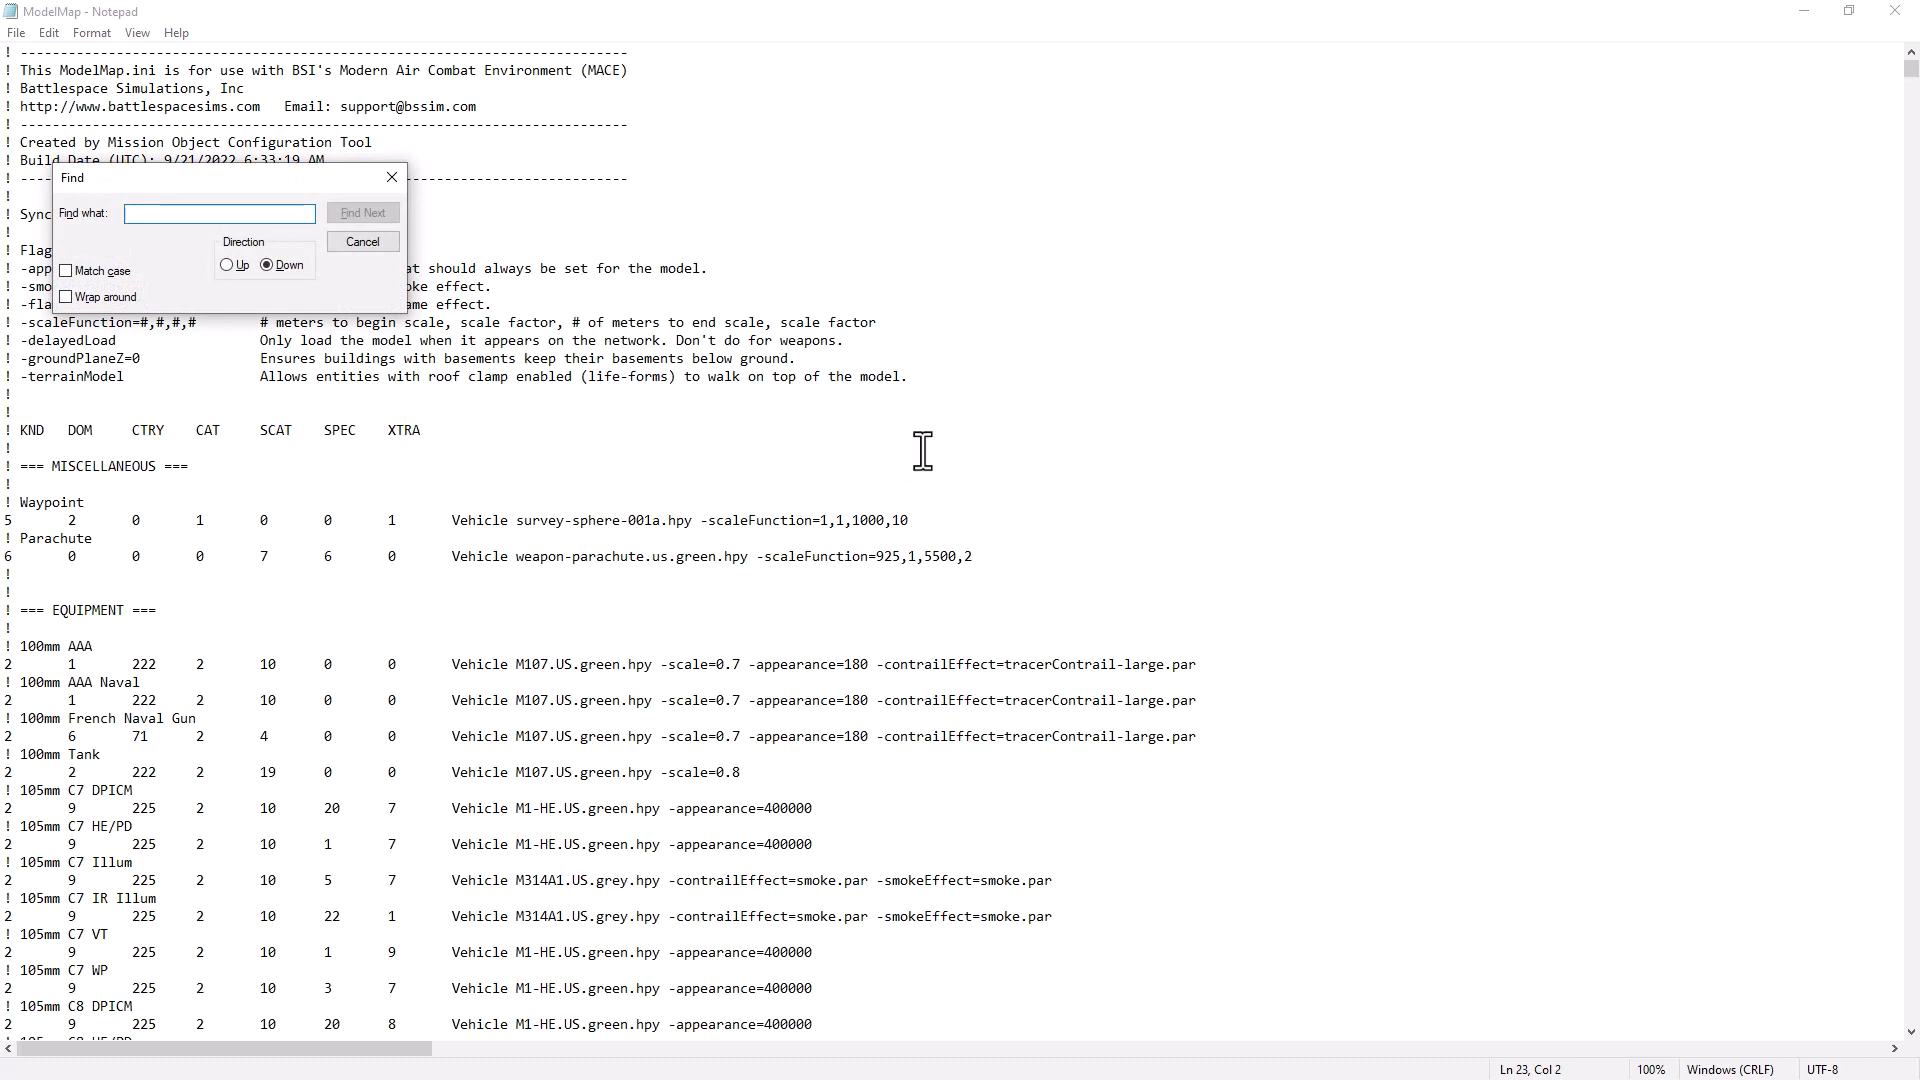 ModelMap - Notepad
File Edit Format View Help
! ----------------------------------------------------------------------------
! This ModelMap.ini is for use with BSI's Modern Air Combat Environment (MACE)
! Battlespace Simulations, Inc
! http://www.battlespacesims.com   Email: support@bssim.com
! ----------------------------------------------------------------------------
! Created by Mission Object Configuration Tool
! Build Date (UTC): 9/21/2022 6:33:19 AM
! ----------------------------------------------------------------------------
Find
Find what:
Find Next
Cancel
Direction
Up
Down
Match case
Wrap around
!
! Sync
!
! Flag
! -app at should always be set for the model.
! -smo oke effect.
! -fla ame effect.
! -scaleFunction=#,#,#,# # meters to begin scale, scale factor, # of meters to end scale, scale factor
! -delayedLoad Only load the model when it appears on the network. Don't do for weapons.
! -groundPlaneZ=0 Ensures buildings with basements keep their basements below ground.
! -terrainModel Allows entities with roof clamp enabled (life-forms) to walk on top of the model.
!
!
! KND DOM CTRY CAT SCAT SPEC XTRA
!
! === MISCELLANEOUS ===
!
! Waypoint
5 2 0 1 0 0 1 Vehicle survey-sphere-001a.hpy -scaleFunction=1,1,1000,10
! Parachute
6 0 0 0 7 6 0 Vehicle weapon-parachute.us.green.hpy -scaleFunction=925,1,5500,2
!
!
! === EQUIPMENT ===
!
! 100mm AAA
2 1 222 2 10 0 0 Vehicle M107.US.green.hpy -scale=0.7 -appearance=180 -contrailEffect=tracerContrail-large.par
! 100mm AAA Naval
2 1 222 2 10 0 0 Vehicle M107.US.green.hpy -scale=0.7 -appearance=180 -contrailEffect=tracerContrail-large.par
! 100mm French Naval Gun
2 6 71 2 4 0 0 Vehicle M107.US.green.hpy -scale=0.7 -appearance=180 -contrailEffect=tracerContrail-large.par
! 100mm Tank
2 2 222 2 19 0 0 Vehicle M107.US.green.hpy -scale=0.8
! 105mm C7 DPICM
2 9 225 2 10 20 7 Vehicle M1-HE.US.green.hpy -appearance=400000
! 105mm C7 HE/PD
2 9 225 2 10 1 7 Vehicle M1-HE.US.green.hpy -appearance=400000
! 105mm C7 Illum
2 9 225 2 10 5 7 Vehicle M314A1.US.grey.hpy -contrailEffect=smoke.par -smokeEffect=smoke.par
! 105mm C7 IR Illum
2 9 225 2 10 22 1 Vehicle M314A1.US.grey.hpy -contrailEffect=smoke.par -smokeEffect=smoke.par
! 105mm C7 VT
2 9 225 2 10 1 9 Vehicle M1-HE.US.green.hpy -appearance=400000
! 105mm C7 WP
2 9 225 2 10 3 7 Vehicle M1-HE.US.green.hpy -appearance=400000
! 105mm C8 DPICM
2 9 225 2 10 20 8 Vehicle M1-HE.US.green.hpy -appearance=400000
! 105mm C8 HE/PD
Ln 23, Col 2 100% Windows (CRLF) UTF-8